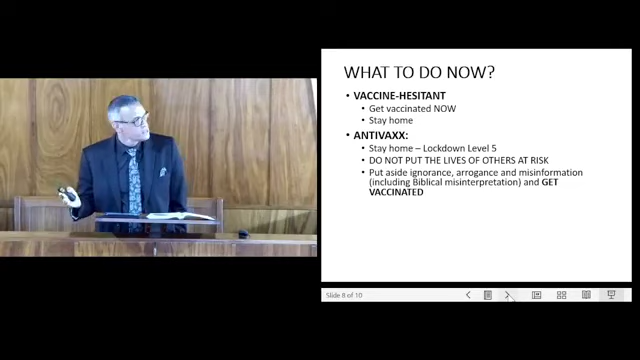 WHAT TO DO NOW?
• VACCINE-HESITANT
• Get vaccinated NOW
• Stay home
• ANTIVAXX:
• Stay home – Lockdown Level 5
• DO NOT PUT THE LIVES OF OTHERS AT RISK
• Put aside ignorance, arrogance and misinformation
(including Biblical misinterpretation) and GET
VACCINATED
Slide 8 of 10